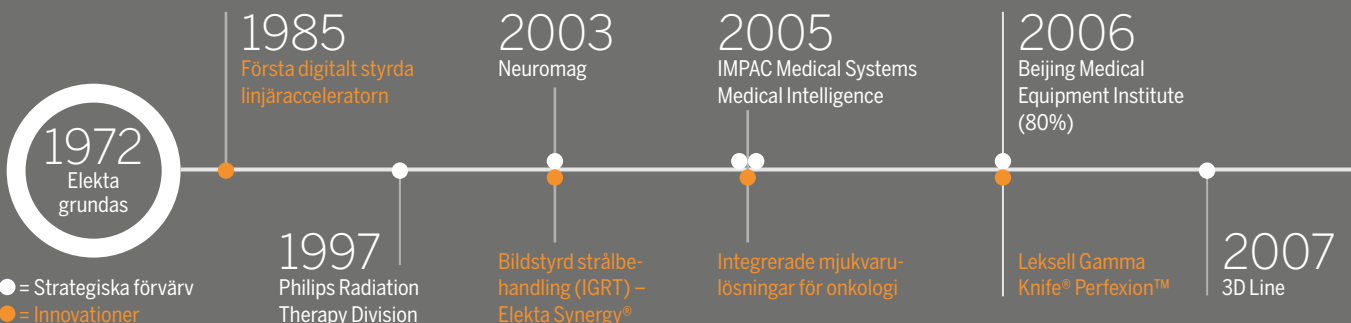 1972
Elekta
grundas
1985
Första digitalt styrda
linjäracceleratorn
1997
Philips Radiation
Therapy Division
2003
Neuromag
Bildstyrd strålbe-
handling (IGRT) –
Elekta Synergy®
2005
IMPAC Medical Systems
Medical Intelligence
Integrerade mjukvaru-
lösningar för onkologi
2006
Beijing Medical
Equipment Institute
(80%)
Leksell Gamma
Knife® Perfexion™
2007
3D Line
= Strategiska förvärv
= Innovationer